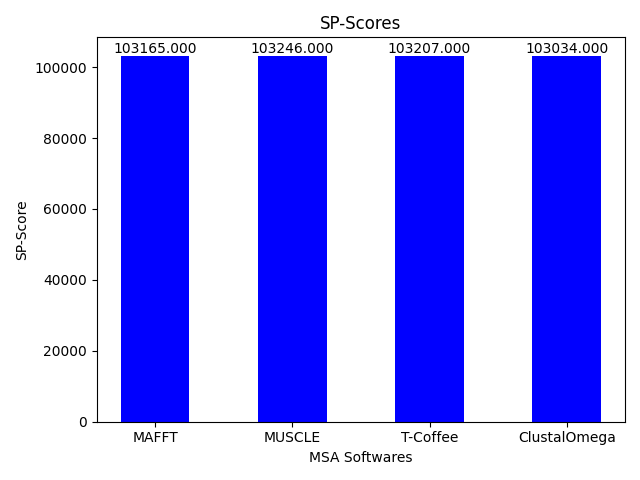 SP-Scores
103165.000 103246.000 103207.000 103034.000
100000
80000
60000
40000
20000
0
SP-Score
MAFFT MUSCLE T-Coffee ClustalOmega
MSA Softwares